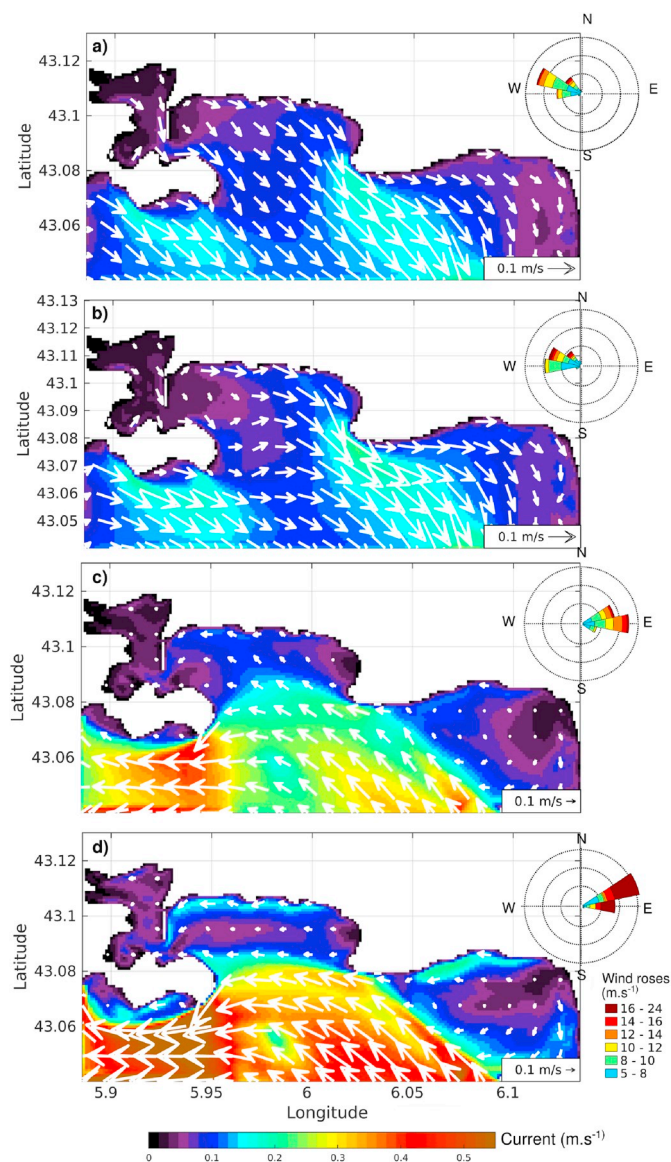 a)
N
W
E
S
43.12
43.1
43.08
43.06
Latitude
0.1 m/s
b)
N
W
E
S
43.13
43.12
43.11
43.1
43.09
43.08
43.07
43.06
43.05
Latitude
0.1 m/s
c)
N
W
E
S
43.12
43.1
43.08
43.06
Latitude
0.1 m/s
d)
N
W
E
S
43.12
43.1
43.08
43.06
Latitude
0.1 m/s
Wind roses
(m.s⁻¹)
16 - 24
14 - 16
12 - 14
10 - 12
8 - 10
5 - 8
5.9 5.95 6 6.05 6.1
Longitude
Current (m.s⁻¹)
0 0.1 0.2 0.3 0.4 0.5